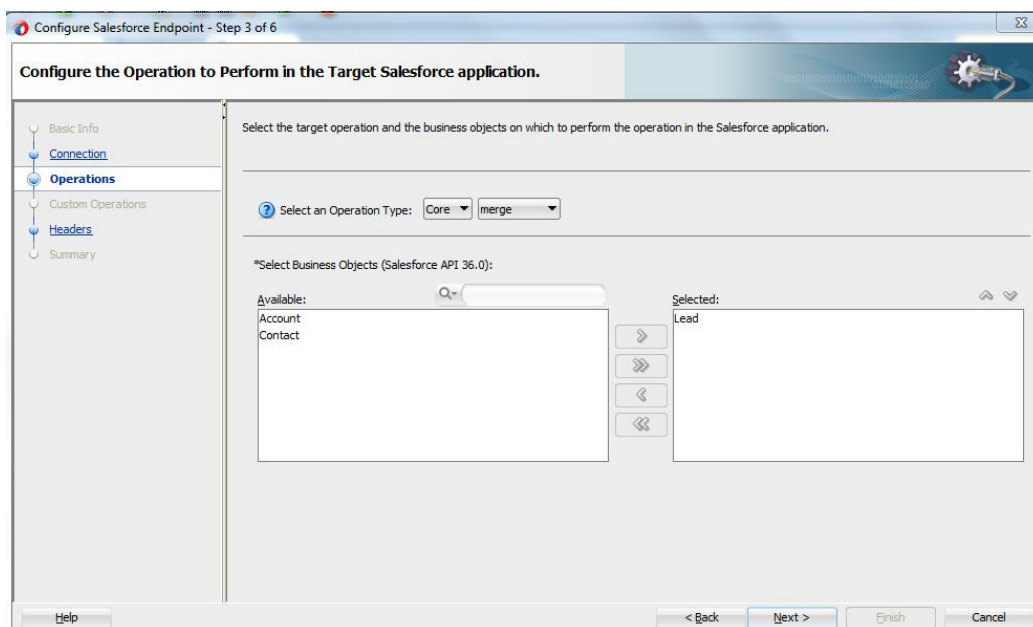 Configure Salesforce Endpoint - Step 3 of 6
Configure the Operation to Perform in the Target Salesforce application.
Basic Info
Connection
Operations
Custom Operations
Headers
Summary
Select the target operation and the business objects on which to perform the operation in the Salesforce application.
Select an Operation Type: Core merge
*Select Business Objects (Salesforce API 36.0):
Available:
Account
Contact
Selected:
Lead
Help
< Back Next > Finish Cancel